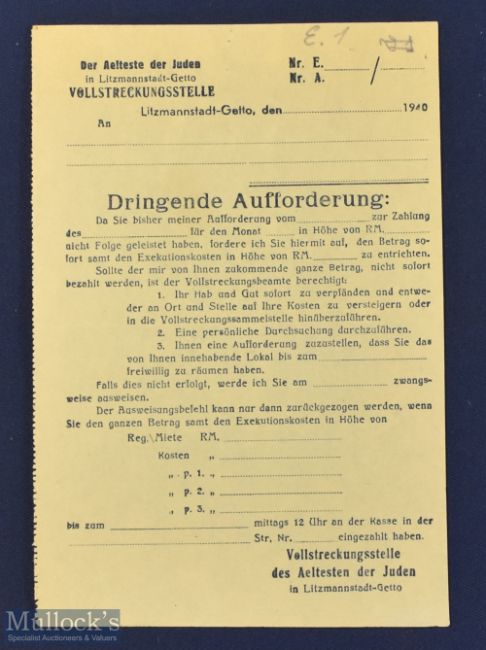 E. 1
Der Aelteste der Juden
in Litzmannstadt-Getto
VOLLSTRECKUNGSSTELLE
Nr. E. /
Nr. A.
Litzmannstadt-Getto, den 1940
An
Dringende Aufforderung:
Da Sie bisher meiner Aufforderung vom zur Zahlung
des für den Monat in Höhe von RM.
nicht Folge geleistet haben, fordere ich Sie hiermit auf, den Betrag so-
fort samt den Exekutionskosten in Höhe von RM. zu entrichten.
Sollte der mir von Ihnen zukommende ganze Betrag, nicht sofort
bezahlt werden, ist der Vollstreckungsbeamte berechtigt:
1. Ihr Hab und Gut sofort zu verpfänden und entwe-
der an Ort und Stelle auf Ihre Kosten zu versteigern oder
in die Vollstreckungssammelstelle hinüberzuführen.
2. Eine persönliche Durchsuchung durchzuführen.
3. Ihnen eine Aufforderung zuzustellen, dass Sie das
von Ihnen innehabende Lokal bis zum
freiwillig zu räumen haben.
Falls dies nicht erfolgt, werde ich Sie am zwangs-
weise ausweisen.
Der Ausweisungsbefehl kann nur dann zurückgezogen werden, wenn
Sie den ganzen Betrag samt den Exekutionskosten in Höhe von
Reg./Miete RM.
Kosten „
„ p. 1. „
„ p. 2. „
„ p. 3. „
bis zum mittags 12 Uhr an der Kasse in der
Str, Nr. eingezahlt haben.
Vollstreckungsstelle
des Aeltesten der Juden
in Litzmannstadt-Getto
Mullock's
Specialist Auctioneers & Valuers